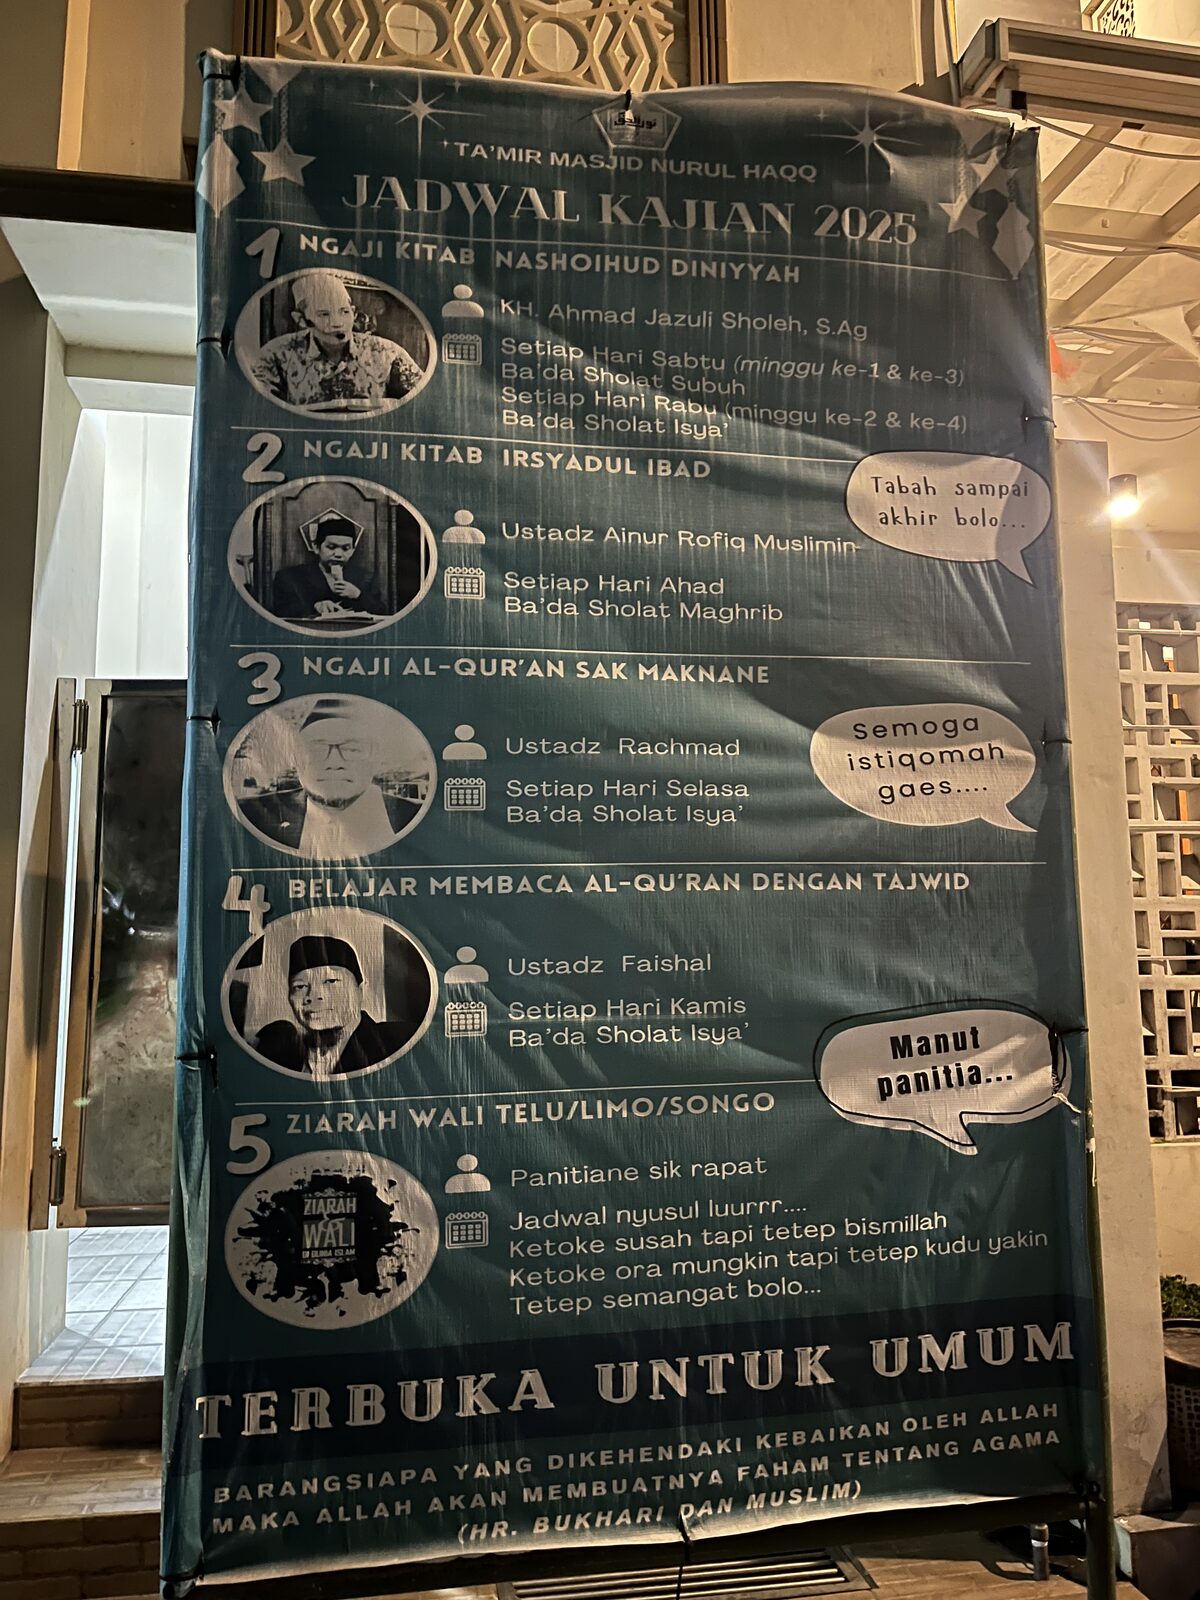 نور الحق
TA'MIR MASJID NURUL HAQQ
JADWAL KAJIAN 2025
1 NGAJI KITAB NASHOIHUD DINIYYAH
KH. Ahmad Jazuli Sholeh, S.Ag
Setiap Hari Sabtu (minggu ke-1 & ke-3)
Ba'da Sholat Subuh
Setiap Hari Rabu (minggu ke-2 & ke-4)
Ba'da Sholat Isya'
2 NGAJI KITAB IRSYADUL IBAD
Tabah sampai
akhir bolo...
Ustadz Ainur Rofiq Muslimin
Setiap Hari Ahad
Ba'da Sholat Maghrib
3 NGAJI AL-QUR'AN SAK MAKNANE
Semoga
istiqomah
gaes....
Ustadz Rachmad
Setiap Hari Selasa
Ba'da Sholat Isya'
4 BELAJAR MEMBACA AL-QU'RAN DENGAN TAJWID
Ustadz Faishal
Setiap Hari Kamis
Ba'da Sholat Isya'
Manut
panitia...
5 ZIARAH WALI TELU/LIMO/SONGO
ZIARAH
WALI
DI DUNIA ISLAM
Panitiane sik rapat
Jadwal nyusul luurrr....
Ketoke susah tapi tetep bismillah
Ketoke ora mungkin tapi tetep kudu yakin
Tetep semangat bolo...
TERBUKA UNTUK UMUM
BARANGSIAPA YANG DIKEHENDAKI KEBAIKAN OLEH ALLAH
MAKA ALLAH AKAN MEMBUATNYA FAHAM TENTANG AGAMA
(HR. BUKHARI DAN MUSLIM)